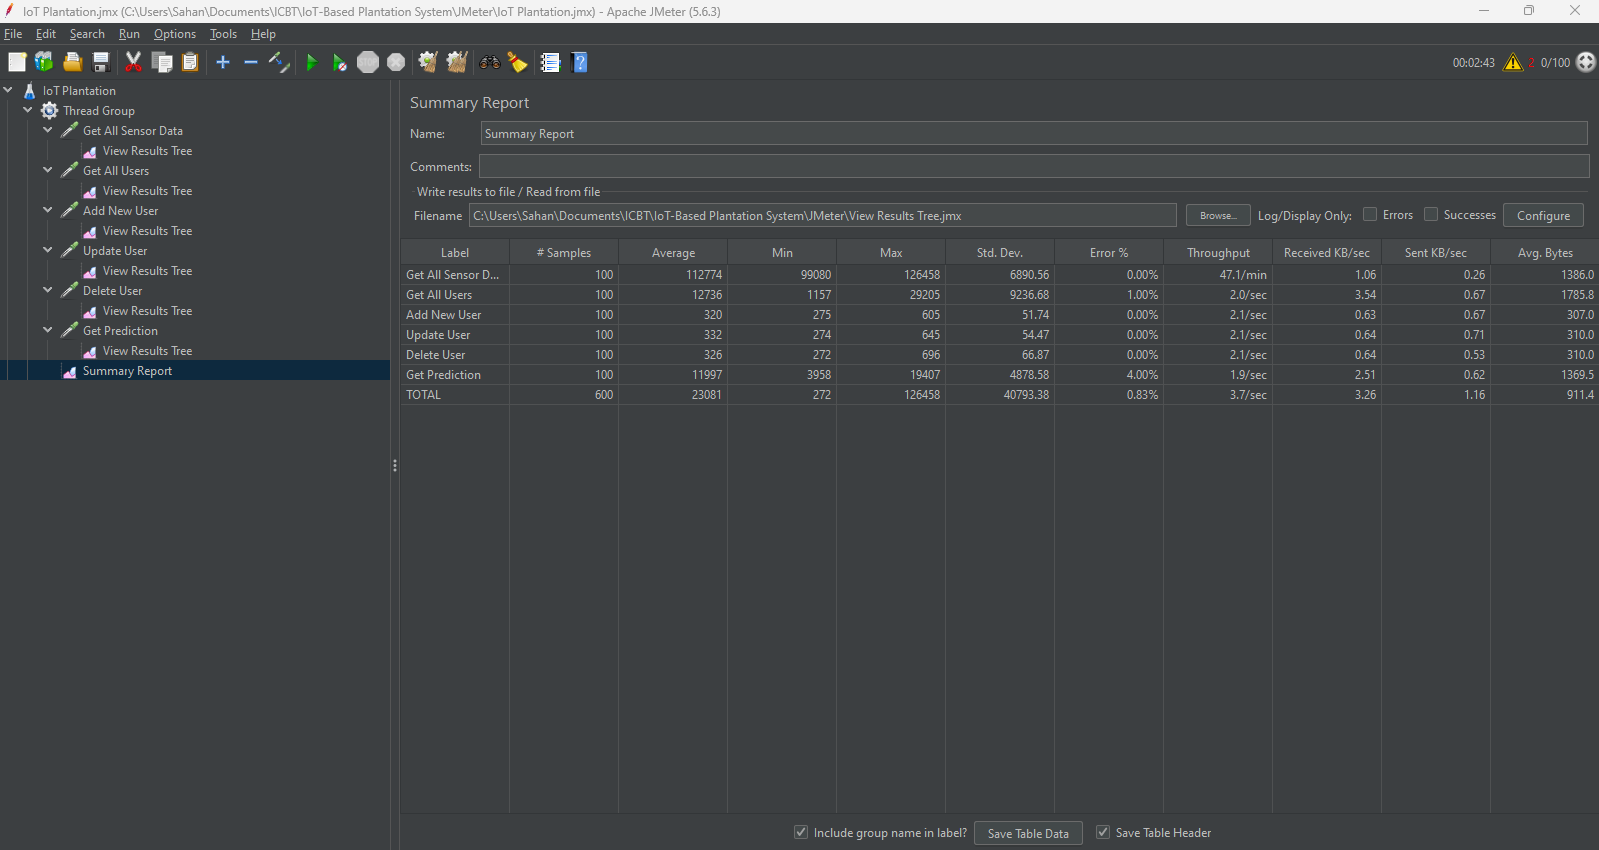 IoT Plantation.jmx (C:\Users\Sahan\Documents\ICBT\IoT-Based Plantation System\JMeter\IoT Plantation.jmx) - Apache JMeter (5.6.3)
File Edit Search Run Options Tools Help
STOP 00:02:43 2 0/100
IoT Plantation
Thread Group
Get All Sensor Data
View Results Tree
Get All Users
View Results Tree
Add New User
View Results Tree
Update User
View Results Tree
Delete User
View Results Tree
Get Prediction
View Results Tree
Summary Report
Summary Report
Name: Summary Report
Comments:
Write results to file / Read from file
Filename C:\Users\Sahan\Documents\ICBT\IoT-Based Plantation System\JMeter\View Results Tree.jmx Browse... Log/Display Only: Errors Successes Configure
Label # Samples Average Min Max Std. Dev. Error % Throughput Received KB/sec Sent KB/sec Avg. Bytes
Get All Sensor D... 100 112774 99080 126458 6890.56 0.00% 47.1/min 1.06 0.26 1386.0
Get All Users 100 12736 1157 29205 9236.68 1.00% 2.0/sec 3.54 0.67 1785.8
Add New User 100 320 275 605 51.74 0.00% 2.1/sec 0.63 0.67 307.0
Update User 100 332 274 645 54.47 0.00% 2.1/sec 0.64 0.71 310.0
Delete User 100 326 272 696 66.87 0.00% 2.1/sec 0.64 0.53 310.0
Get Prediction 100 11997 3958 19407 4878.58 4.00% 1.9/sec 2.51 0.62 1369.5
TOTAL 600 23081 272 126458 40793.38 0.83% 3.7/sec 3.26 1.16 911.4
Include group name in label? Save Table Data Save Table Header